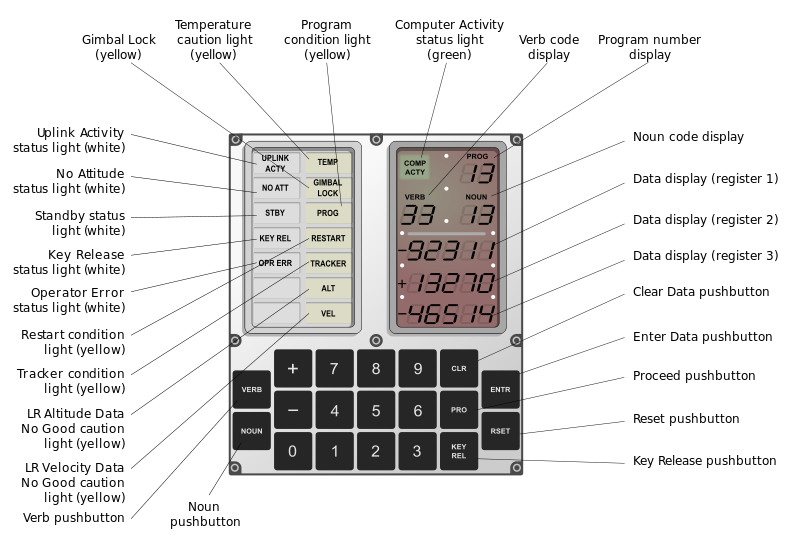 Gimbal Lock
(yellow)
Temperature
caution light
(yellow)
Program
condition light
(yellow)
Computer Activity
status light
(green)
Verb code
display
Program number
display
Uplink Activity
status light (white)
No Attitude
status light (white)
Standby status
light (white)
Key Release
status light (white)
Operator Error
status light (white)
Restart condition
light (yellow)
Tracker condition
light (yellow)
LR Altitude Data
No Good caution
light (yellow)
LR Velocity Data
No Good caution
light (yellow)
Verb pushbutton
Noun
pushbutton
UPLINK
ACTY
TEMP
NO ATT
GIMBAL
LOCK
STBY
PROG
KEY REL
RESTART
OPR ERR
TRACKER
ALT
VEL
COMP
ACTY
PROG
13
VERB
NOUN
33
13
-92311
+13270
-46514
VERB
NOUN
+
7
8
9
CLR
−
4
5
6
PRO
0
1
2
3
KEY
REL
ENTR
RSET
Noun code display
Data display (register 1)
Data display (register 2)
Data display (register 3)
Clear Data pushbutton
Enter Data pushbutton
Proceed pushbutton
Reset pushbutton
Key Release pushbutton